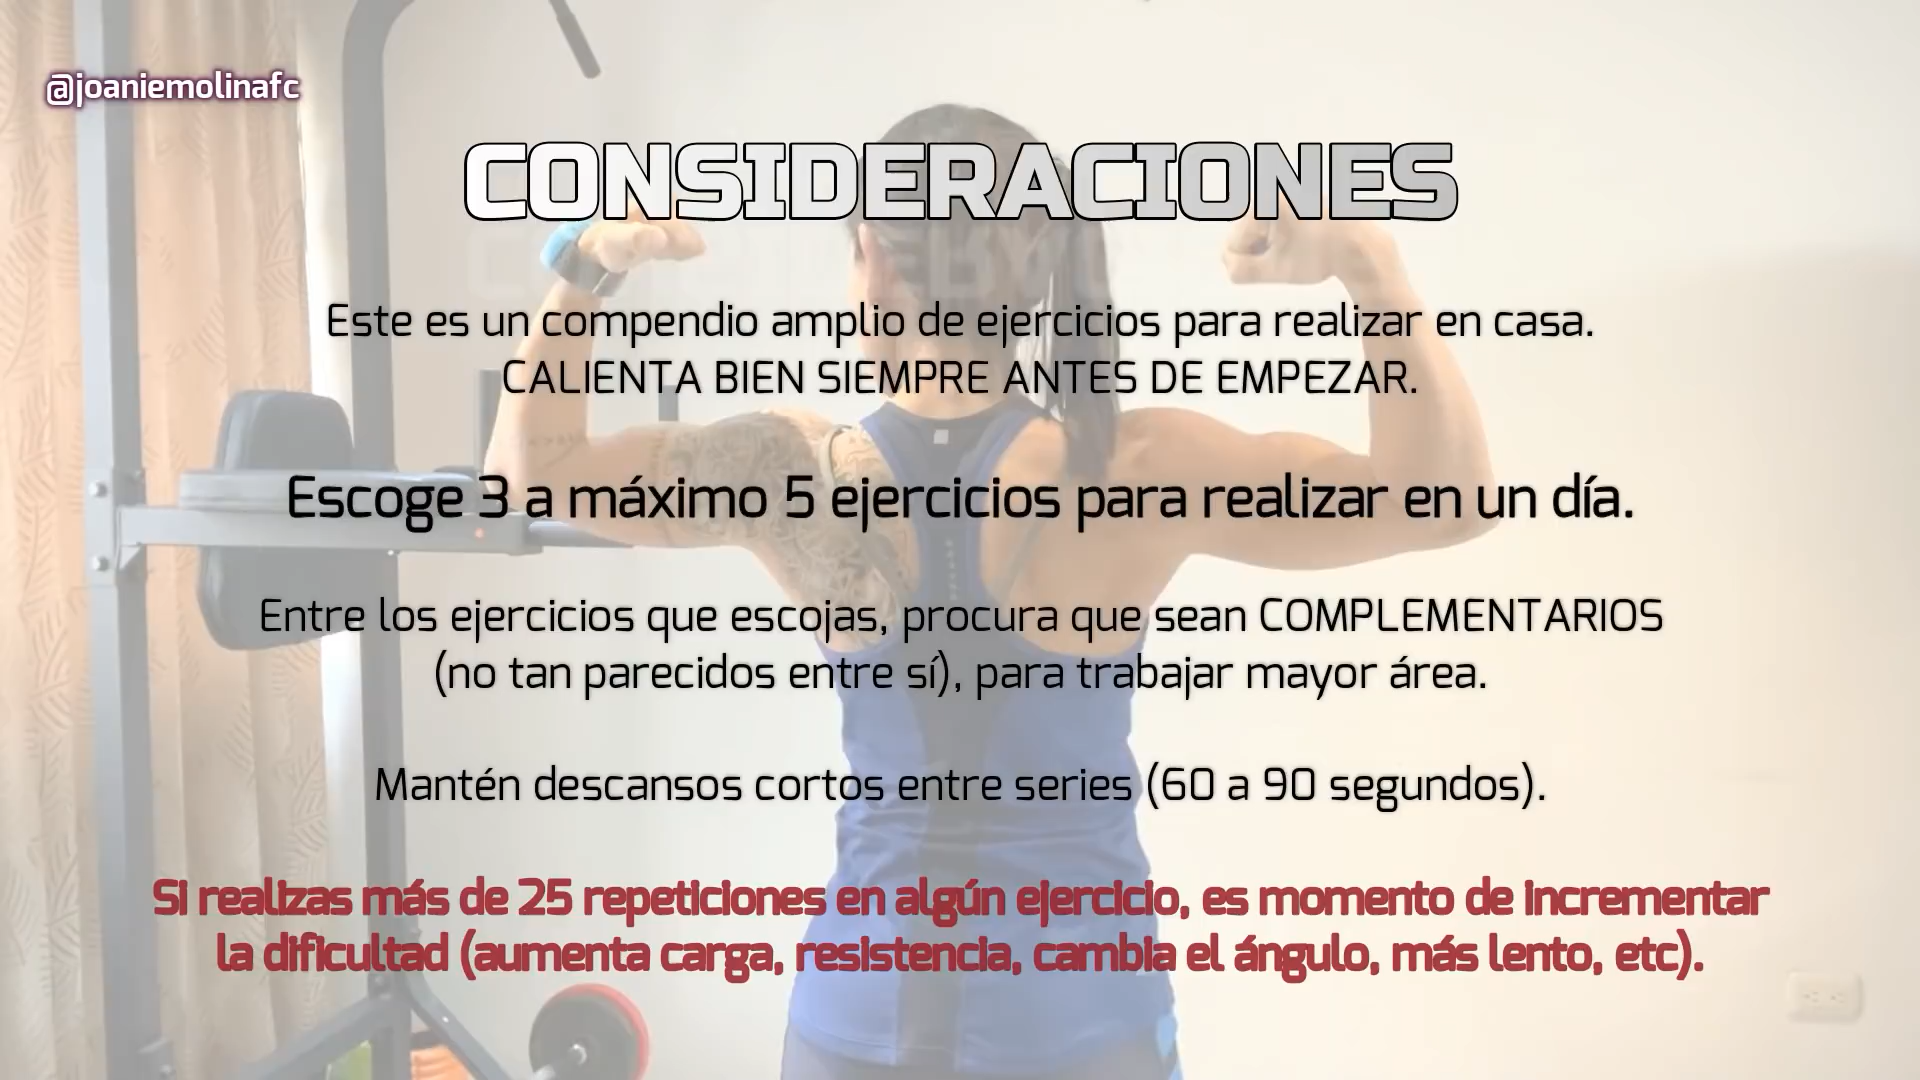 @joaniemolinafc
CONSIDERACIONES
Este es un compendio amplio de ejercicios para realizar en casa.
CALIENTA BIEN SIEMPRE ANTES DE EMPEZAR.
Escoge 3 a máximo 5 ejercicios para realizar en un día.
Entre los ejercicios que escojas, procura que sean COMPLEMENTARIOS
(no tan parecidos entre sí), para trabajar mayor área.
Mantén descansos cortos entre series (60 a 90 segundos).
Si realizas más de 25 repeticiones en algún ejercicio, es momento de incrementar
la dificultad (aumenta carga, resistencia, cambia el ángulo, más lento, etc).